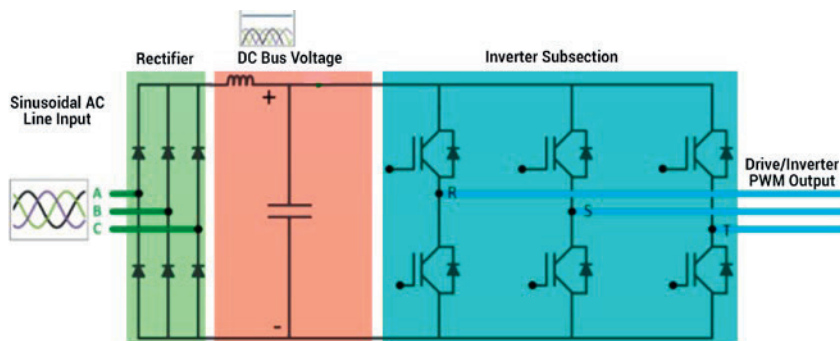 Rectifier
DC Bus Voltage
Inverter Subsection
Sinusoidal AC
Line Input
+
A
B
C
R
S
T
Drive/Inverter
PWM Output
-